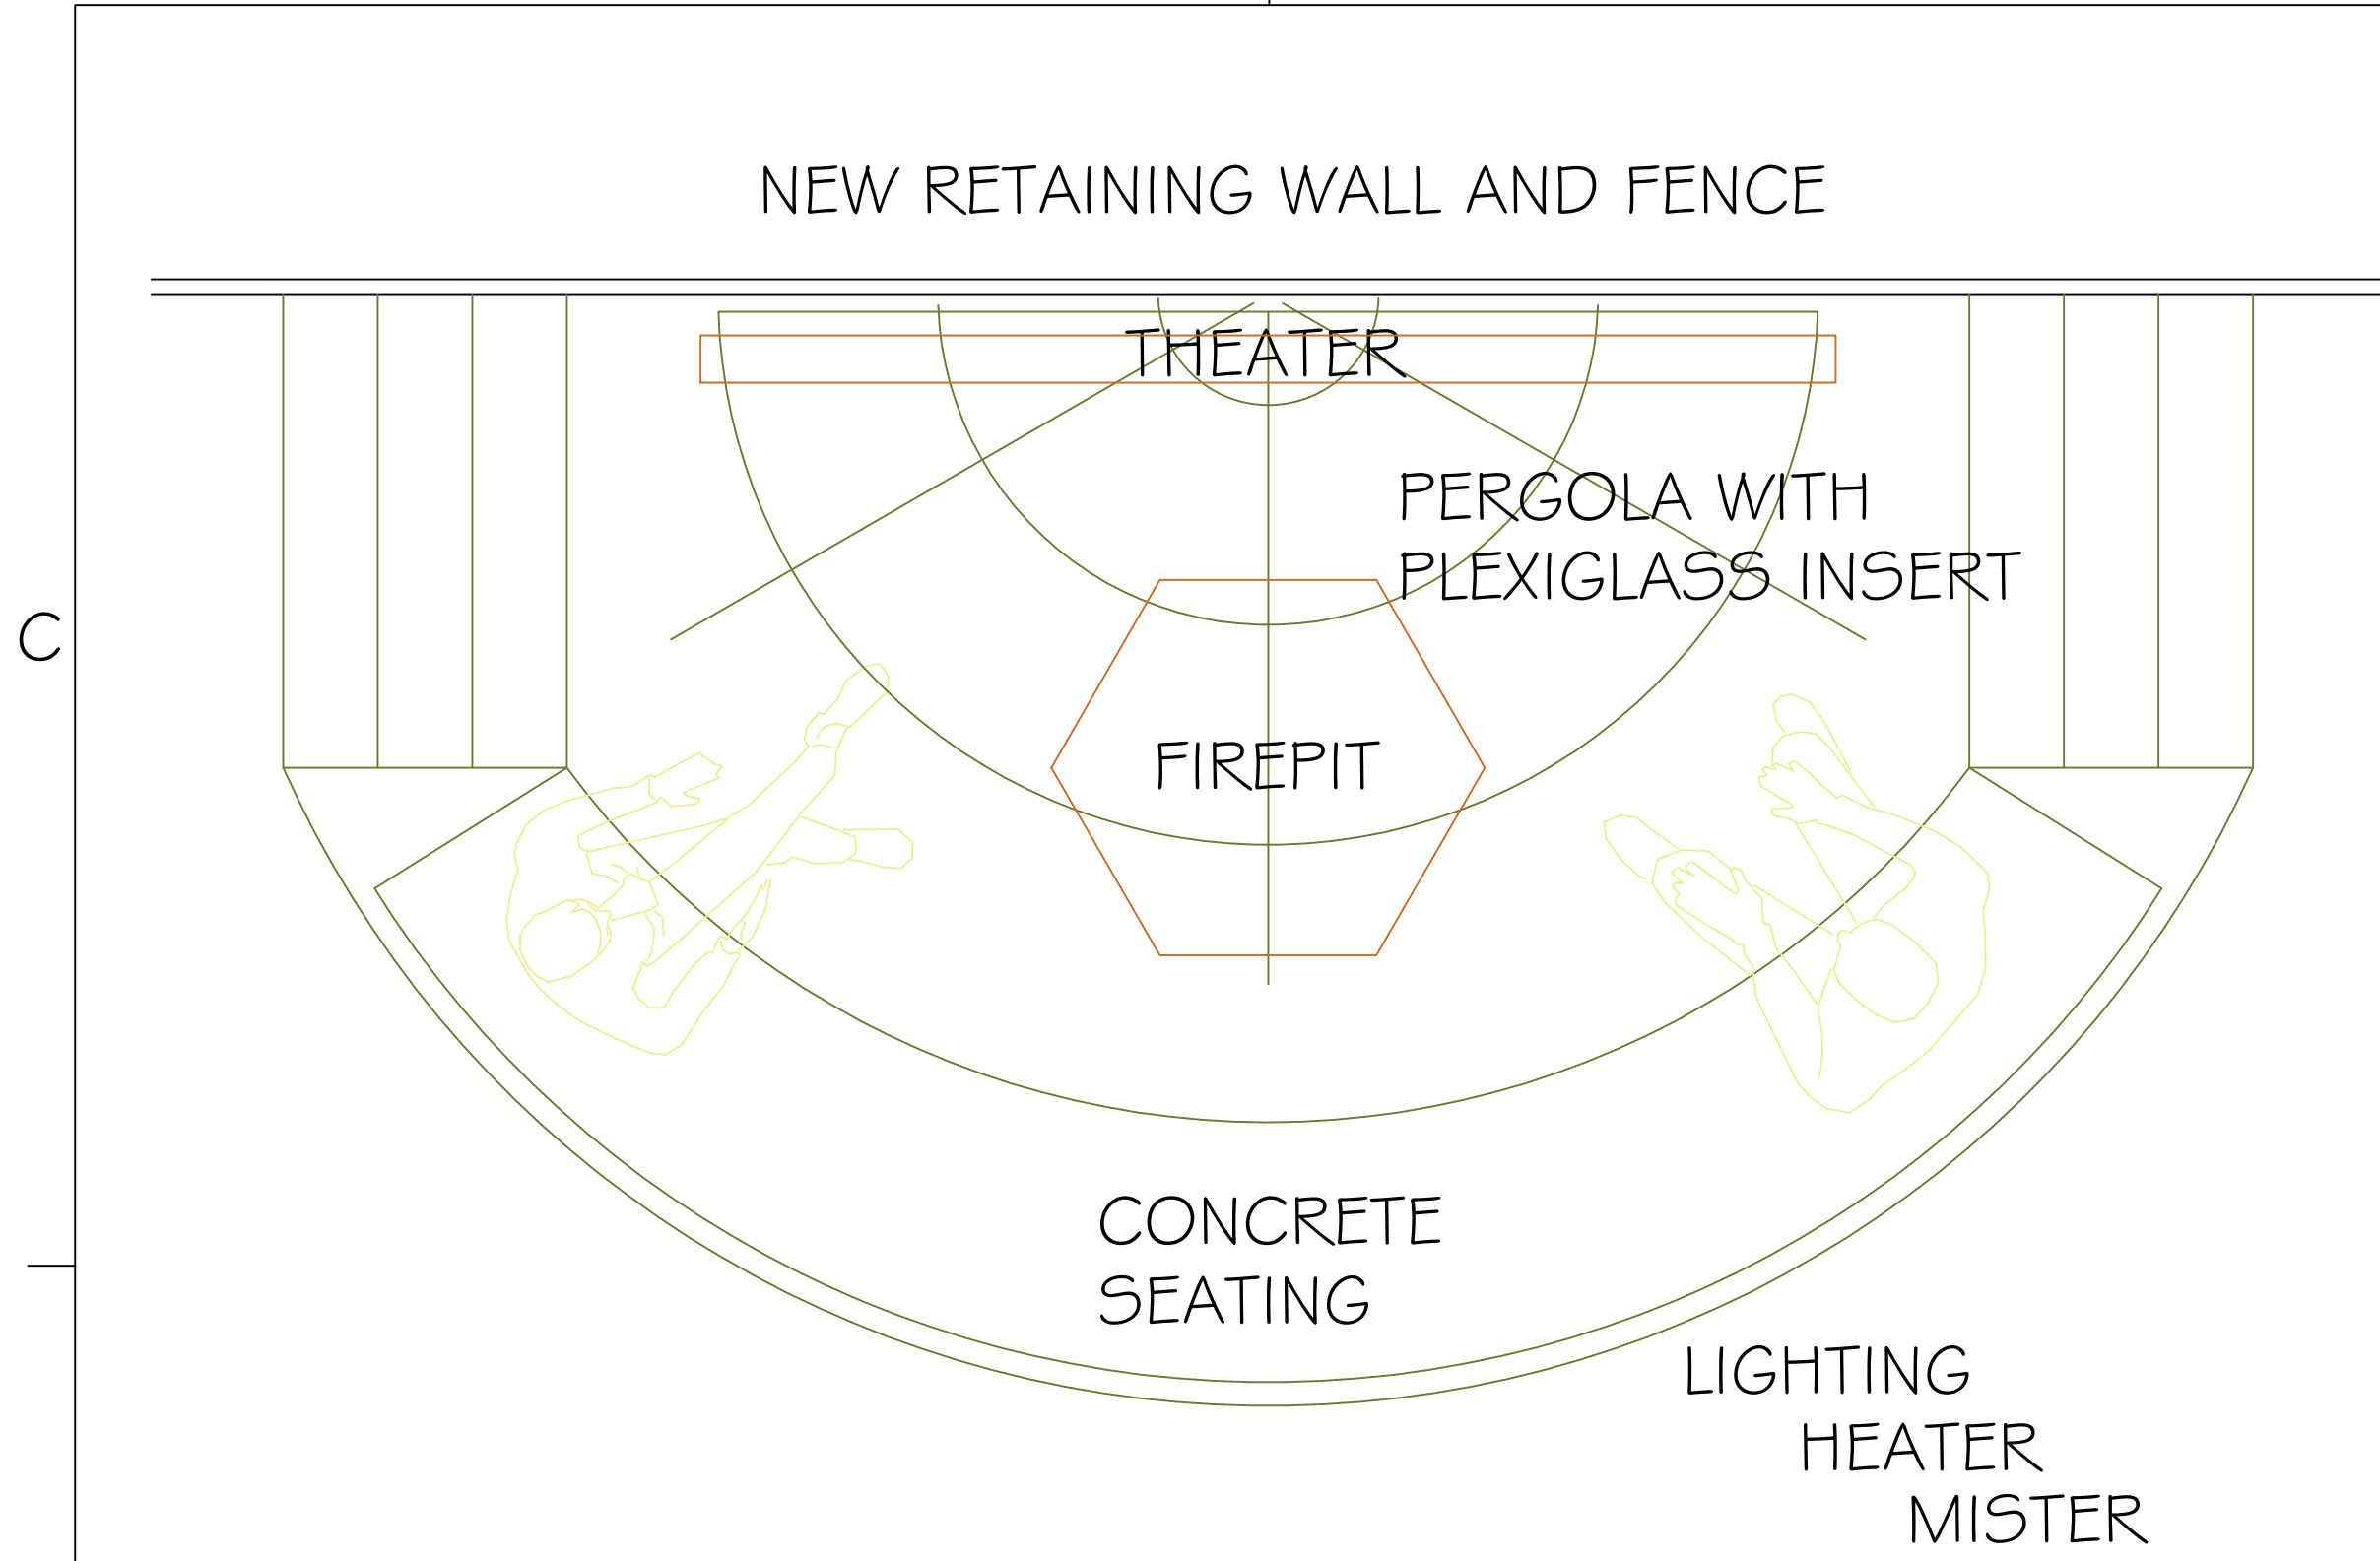 NEW RETAINING WALL AND FENCE
THEATER
PERGOLA WITH
PLEXIGLASS INSERT
C
FIREPIT
CONCRETE
SEATING
LIGHTING
HEATER
MISTER